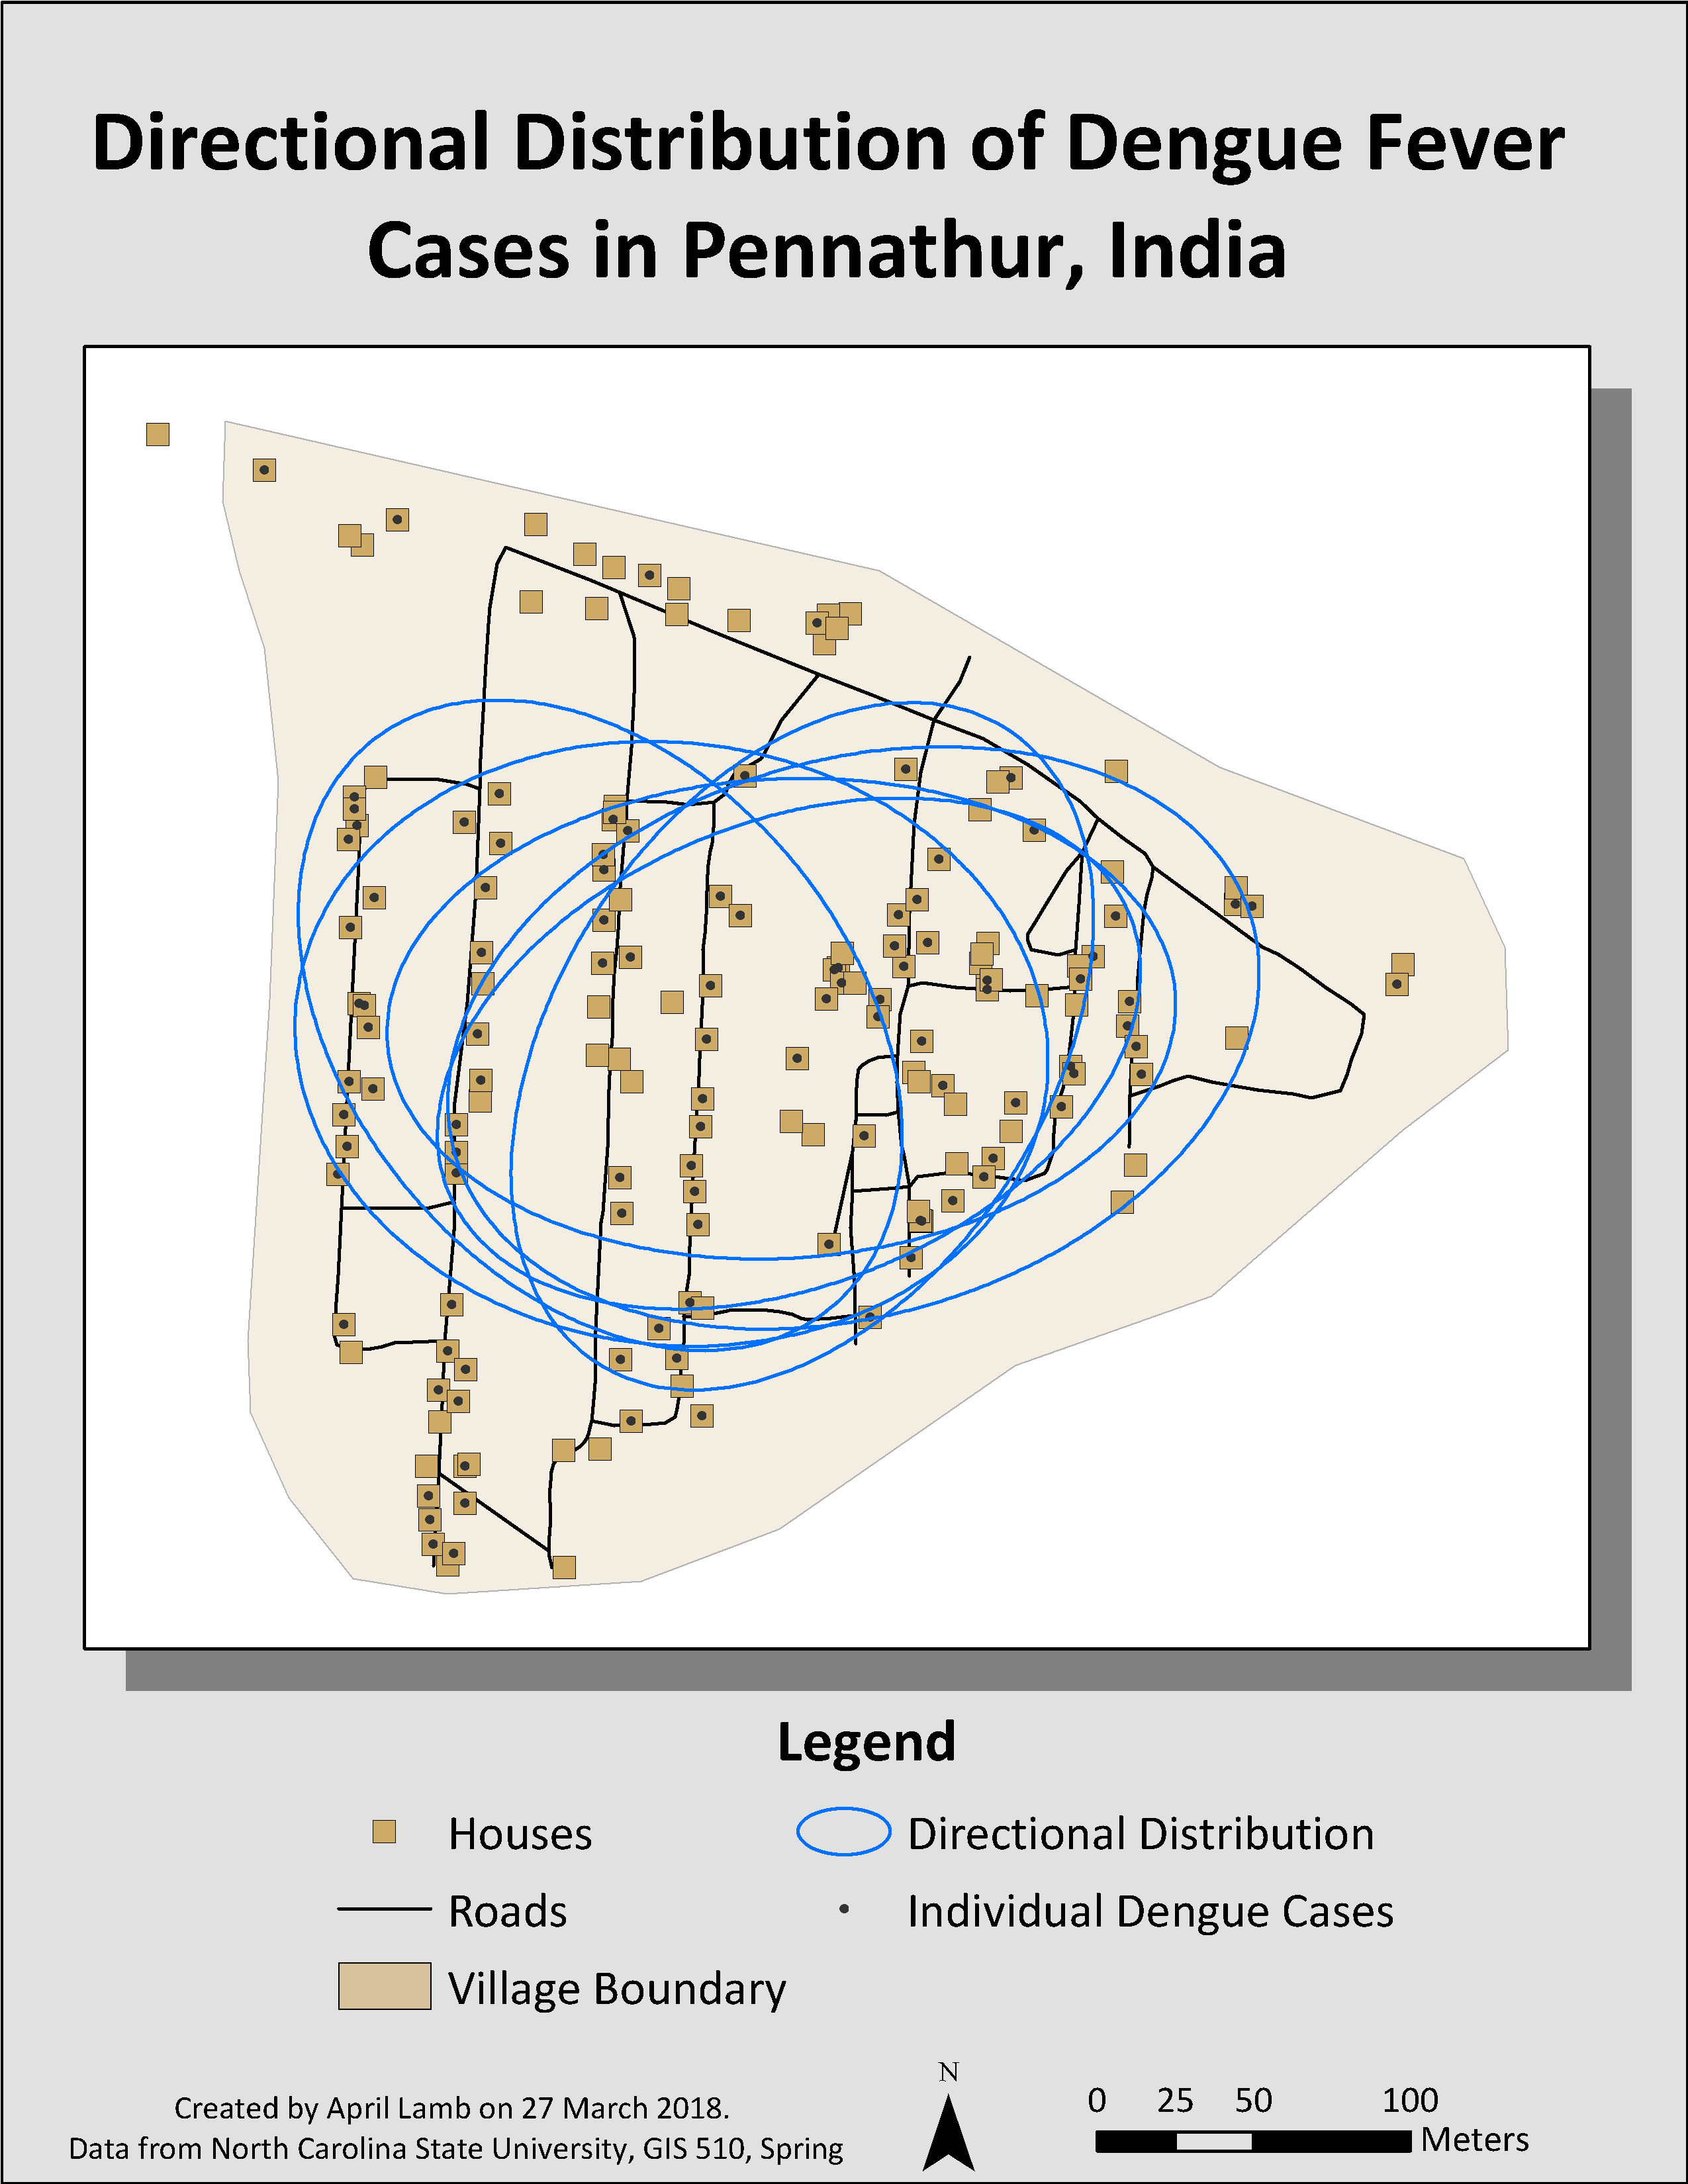 Directional Distribution of Dengue Fever
Cases in Pennathur, India
Legend
Houses
Directional Distribution
Roads
Individual Dengue Cases
Village Boundary
Created by April Lamb on 27 March 2018.
Data from North Carolina State University, GIS 510, Spring
N
0 25 50 100
Meters